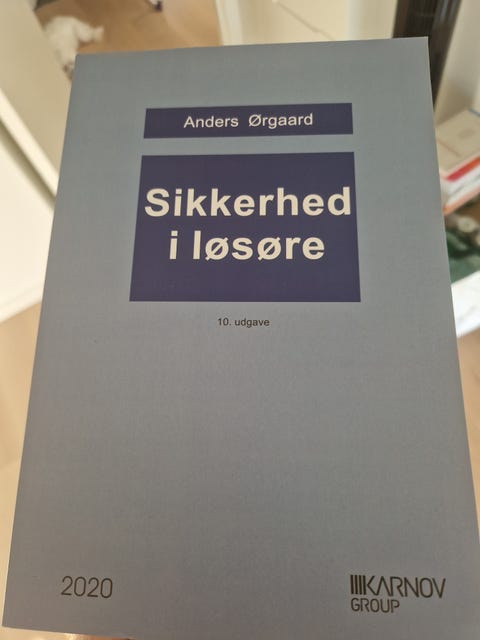 Anders Ørgaard
Sikkerhed
i løsøre
10. udgave
2020
KARNOV
GROUP